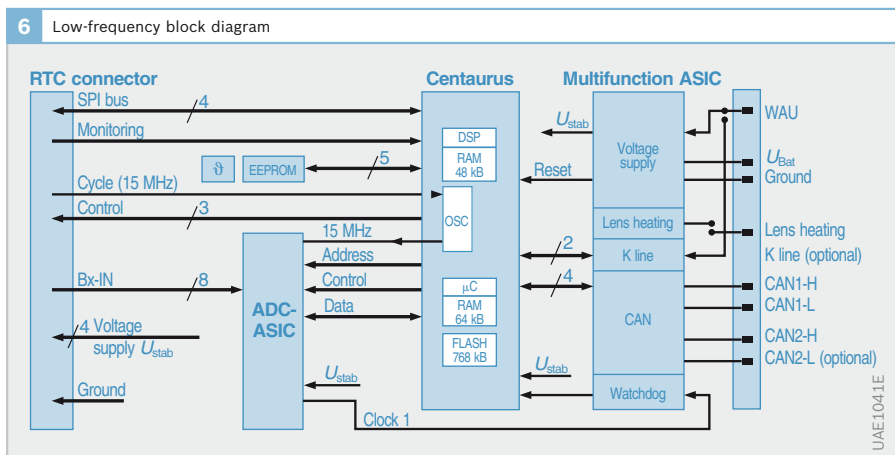 6 Low-frequency block diagram
RTC connector
Centaurus
Multifunction ASIC
SPI bus
4
Monitoring
ϑ
EEPROM
5
Cycle (15 MHz)
Control
3
15 MHz
Address
Bx-IN
8
Control
Data
ADC-
ASIC
4 Voltage
supply Ustab
Ustab
Ground
Clock 1
DSP
RAM
48 kB
OSC
µC
RAM
64 kB
FLASH
768 kB
Ustab
Reset
2
4
Ustab
Voltage
supply
Lens heating
K line
CAN
Watchdog
WAU
UBat
Ground
Lens heating
K line (optional)
CAN1-H
CAN1-L
CAN2-H
CAN2-L (optional)
UAE1041E